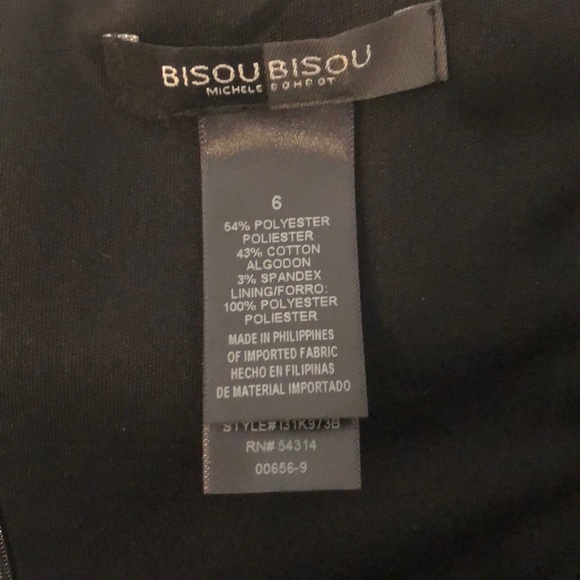 BISOU BISOU
MICHELE BOHBOT
6
54% POLYESTER
POLIESTER
43% COTTON
ALGODON
3% SPANDEX
LINING/FORRO:
100% POLYESTER
POLIESTER
MADE IN PHILIPPINES
OF IMPORTED FABRIC
HECHO EN FILIPINAS
DE MATERIAL IMPORTADO
STYLE# I31K973B
RN# 54314
00656-9